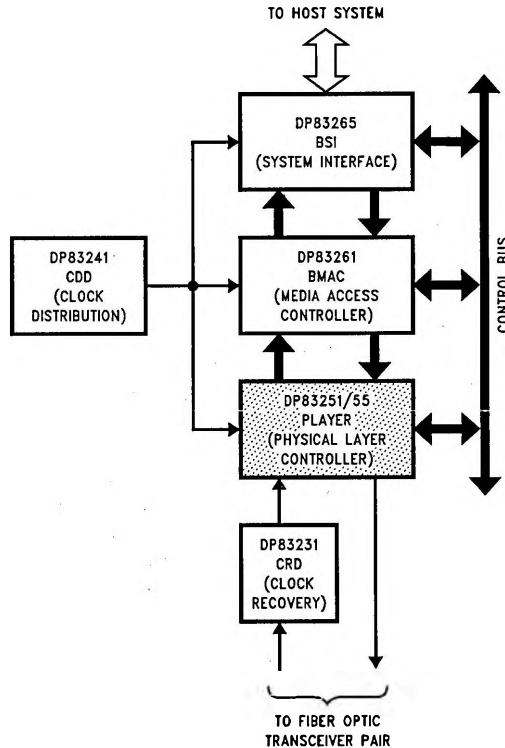 TO HOST SYSTEM
DP83265
BSI
(SYSTEM INTERFACE)
DP83241
CDD
(CLOCK
DISTRIBUTION)
DP83261
BMAC
(MEDIA ACCESS
CONTROLLER)
CONTROL BUS
DP83251/55
PLAYER
(PHYSICAL LAYER
CONTROLLER)
DP83231
CRD
(CLOCK
RECOVERY)
TO FIBER OPTIC
TRANSCEIVER PAIR